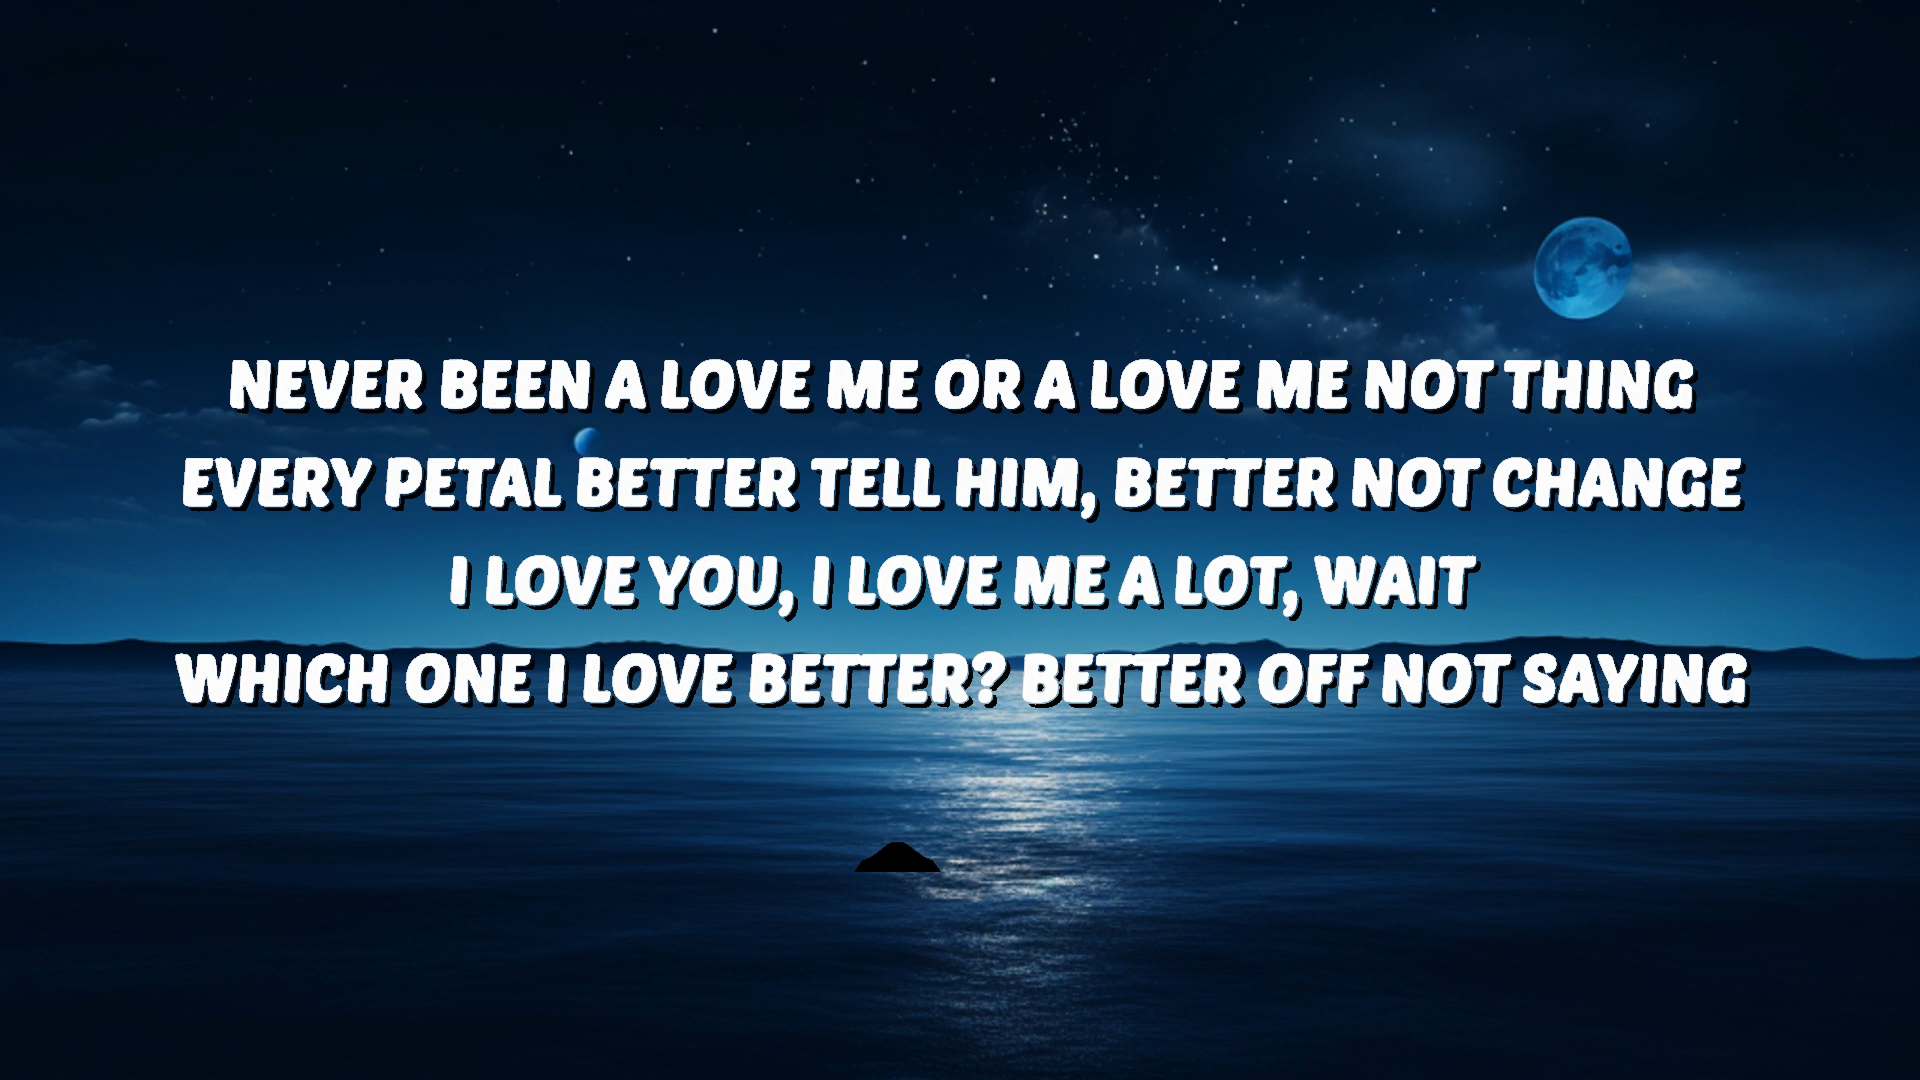 NEVER BEEN A LOVE ME OR A LOVE ME NOT THING
EVERY PETAL BETTER TELL HIM, BETTER NOT CHANGE
I LOVE YOU, I LOVE ME A LOT, WAIT
WHICH ONE I LOVE BETTER? BETTER OFF NOT SAYING